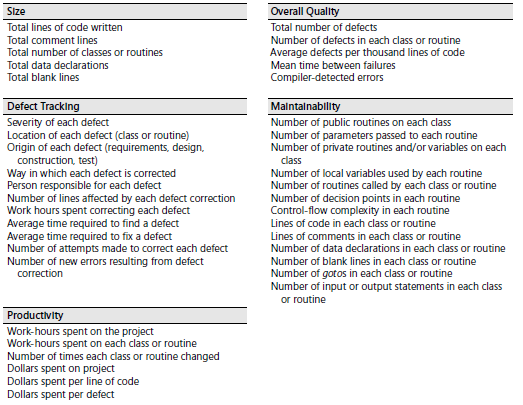 Size
Total lines of code written
Total comment lines
Total number of classes or routines
Total data declarations
Total blank lines
Overall Quality
Total number of defects
Number of defects in each class or routine
Average defects per thousand lines of code
Mean time between failures
Compiler-detected errors
Defect Tracking
Severity of each defect
Location of each defect (class or routine)
Origin of each defect (requirements, design,
construction, test)
Way in which each defect is corrected
Person responsible for each defect
Number of lines affected by each defect correction
Work hours spent correcting each defect
Average time required to find a defect
Average time required to fix a defect
Number of attempts made to correct each defect
Number of new errors resulting from defect
correction
Maintainability
Number of public routines on each class
Number of parameters passed to each routine
Number of private routines and/or variables on each
class
Number of local variables used by each routine
Number of routines called by each class or routine
Number of decision points in each routine
Control-flow complexity in each routine
Lines of code in each class or routine
Lines of comments in each class or routine
Number of data declarations in each class or routine
Number of blank lines in each class or routine
Number of gotos in each class or routine
Number of input or output statements in each class
or routine
Productivity
Work-hours spent on the project
Work-hours spent on each class or routine
Number of times each class or routine changed
Dollars spent on project
Dollars spent per line of code
Dollars spent per defect